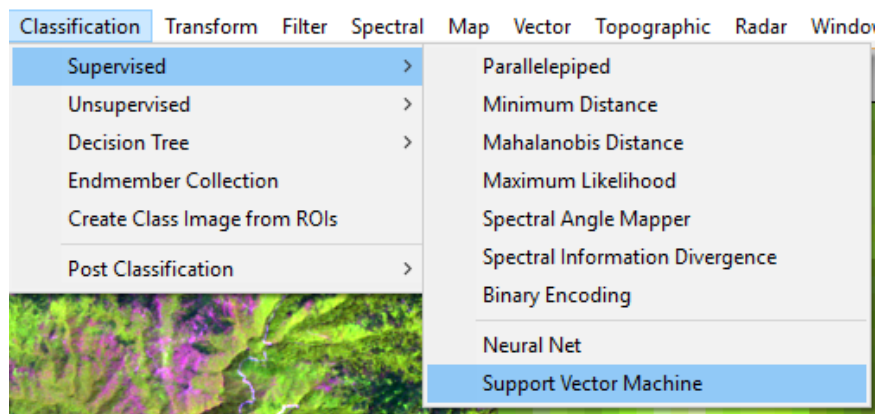 Classification Transform Filter Spectral Map Vector Topographic Radar
Supervised >
Unsupervised >
Decision Tree >
Endmember Collection
Create Class Image from ROIs
Post Classification >
Parallelepiped
Minimum Distance
Mahalanobis Distance
Maximum Likelihood
Spectral Angle Mapper
Spectral Information Divergence
Binary Encoding
Neural Net
Support Vector Machine